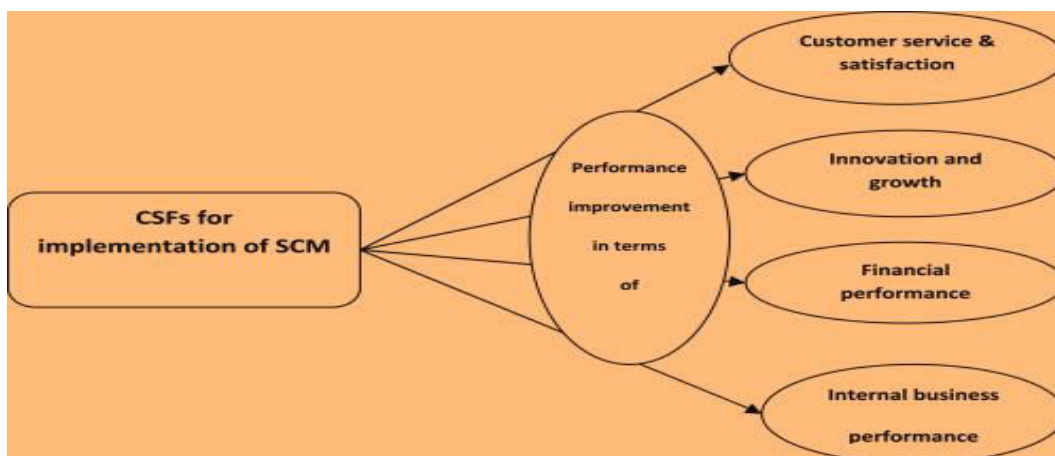 CSFs for
implementation of SCM
Performance
improvement
in terms
of
Customer service &
satisfaction
Innovation and
growth
Financial
performance
Internal business
performance